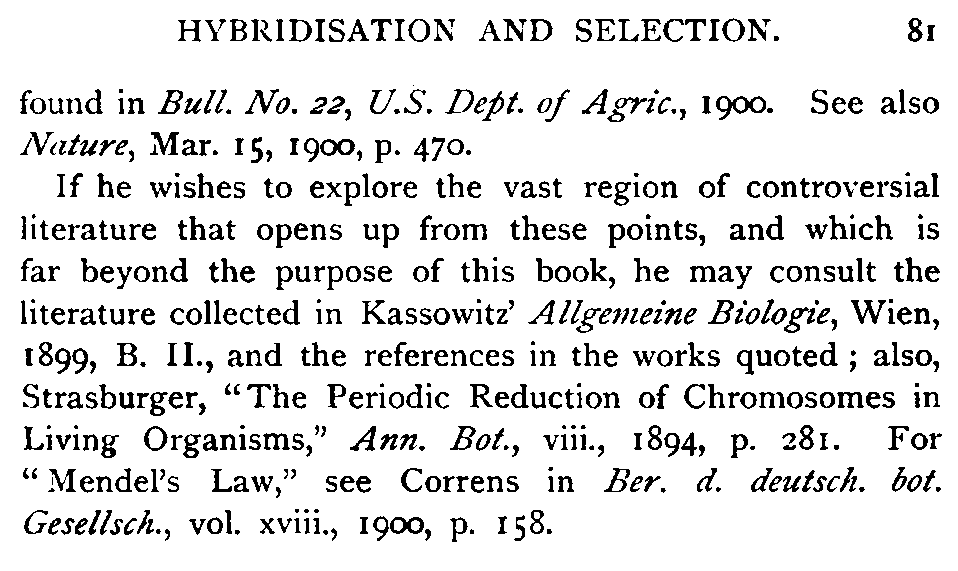 HYBRIDISATION AND SELECTION. 81
found in Bull. No. 22, U.S. Dept. of Agric., 1900. See also
Nature, Mar. 15, 1900, p. 470.
If he wishes to explore the vast region of controversial
literature that opens up from these points, and which is
far beyond the purpose of this book, he may consult the
literature collected in Kassowitz' Allgemeine Biologie, Wien,
1899, B. II., and the references in the works quoted ; also,
Strasburger, “The Periodic Reduction of Chromosomes in
Living Organisms,” Ann. Bot., viii., 1894, p. 281. For
“Mendel's Law,” see Correns in Ber. d. deutsch. bot.
Gesellsch., vol. xviii., 1900, p. 158.